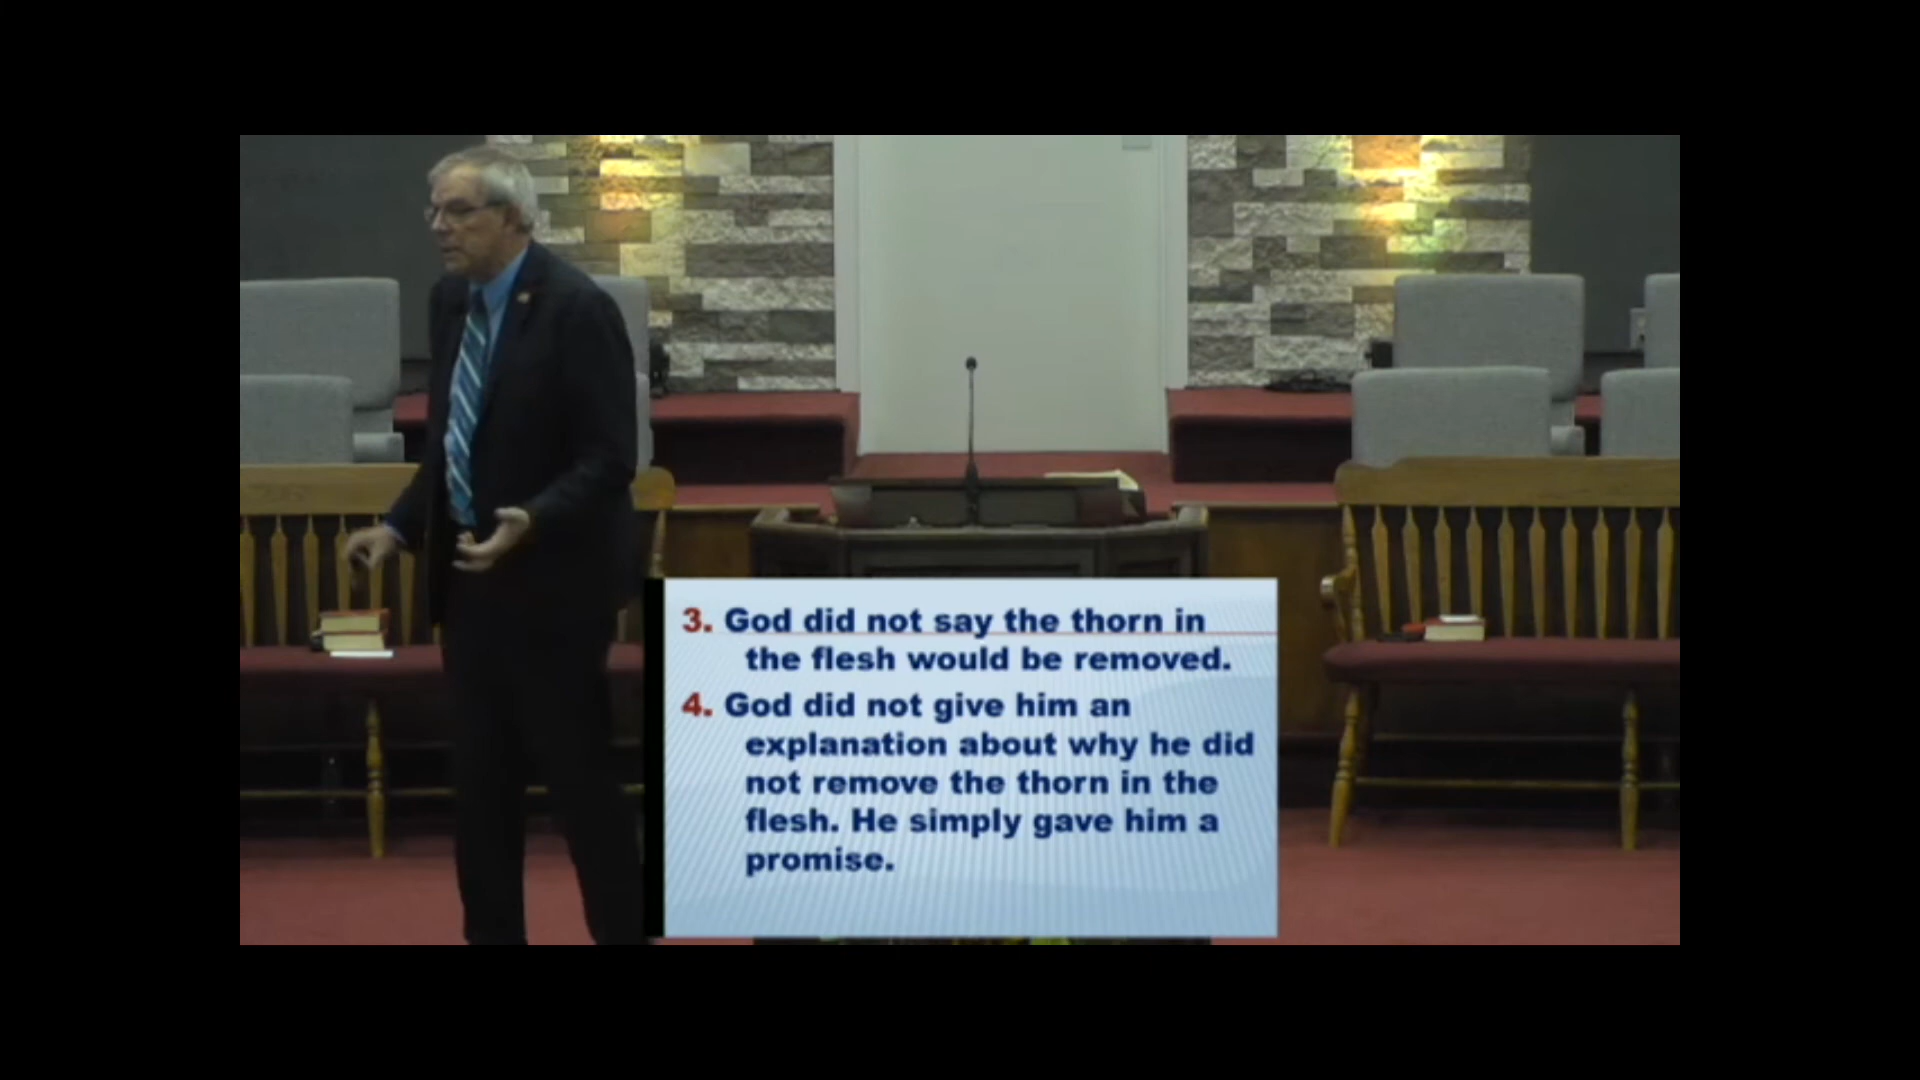 3. God did not say the thorn in
the flesh would be removed.
4. God did not give him an
explanation about why he did
not remove the thorn in the
flesh. He simply gave him a
promise.